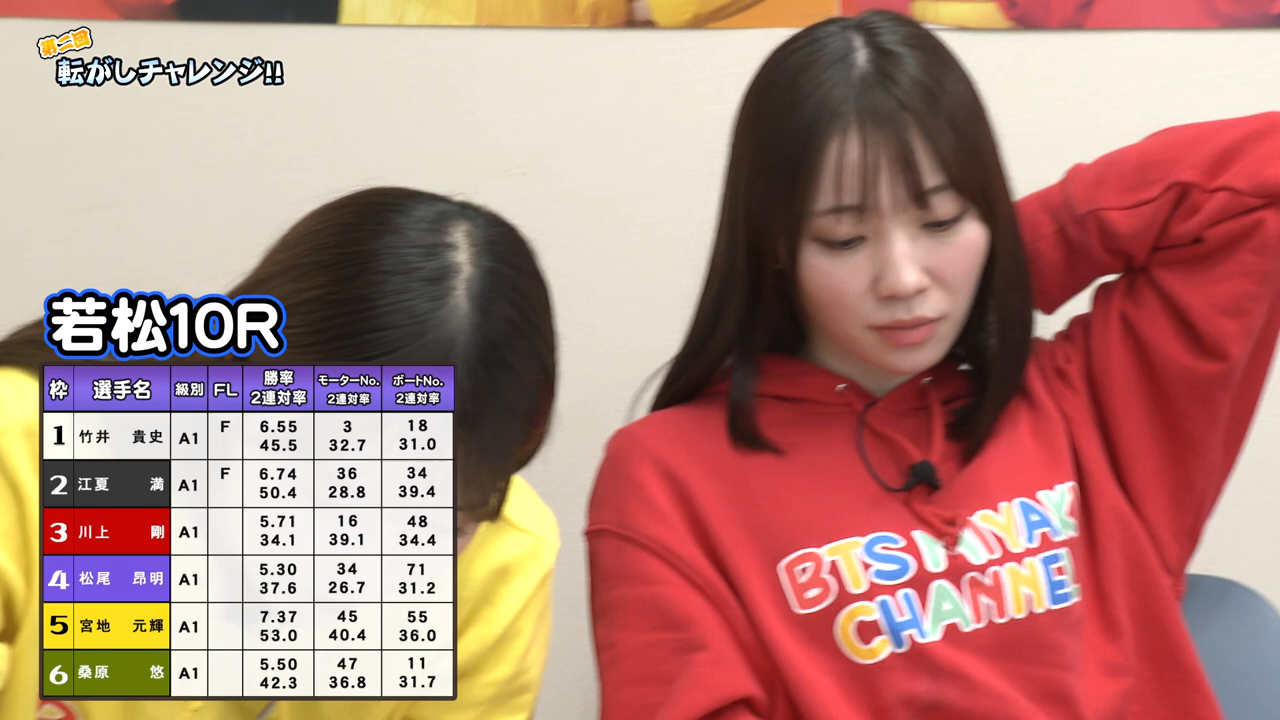 第二回
転がしチャレンジ!!
若松10R
枠 選手名 級別 FL 勝率 2連対率 モーターNo. 2連対率 ボートNo. 2連対率
1 竹井 貴史 A1 F 6.55 45.5 3 32.7 18 31.0
2 江夏 満 A1 F 6.74 50.4 36 28.8 34 39.4
3 川上 剛 A1 5.71 34.1 16 39.1 48 34.4
4 松尾 昂明 A1 5.30 37.6 34 26.7 71 31.2
5 宮地 元輝 A1 7.37 53.0 45 40.4 55 36.0
6 桑原 悠 A1 5.50 42.3 47 36.8 11 31.7
BTS
CHANNEL